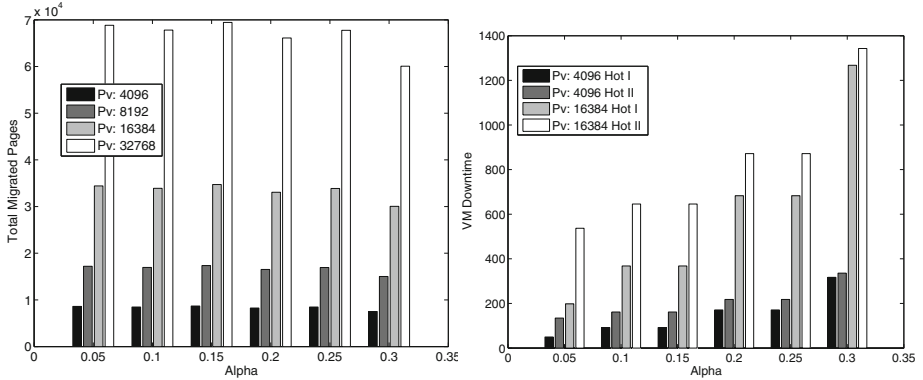 7 x 10^4
6
5
4
3
2
1
0
Total Migrated Pages
Pv: 4096
Pv: 8192
Pv: 16384
Pv: 32768
0 0.05 0.1 0.15 0.2 0.25 0.3 0.35
Alpha
1400
1200
1000
800
600
400
200
0
VM Downtime
Pv: 4096 Hot I
Pv: 4096 Hot II
Pv: 16384 Hot I
Pv: 16384 Hot II
0 0.05 0.1 0.15 0.2 0.25 0.3 0.35
Alpha